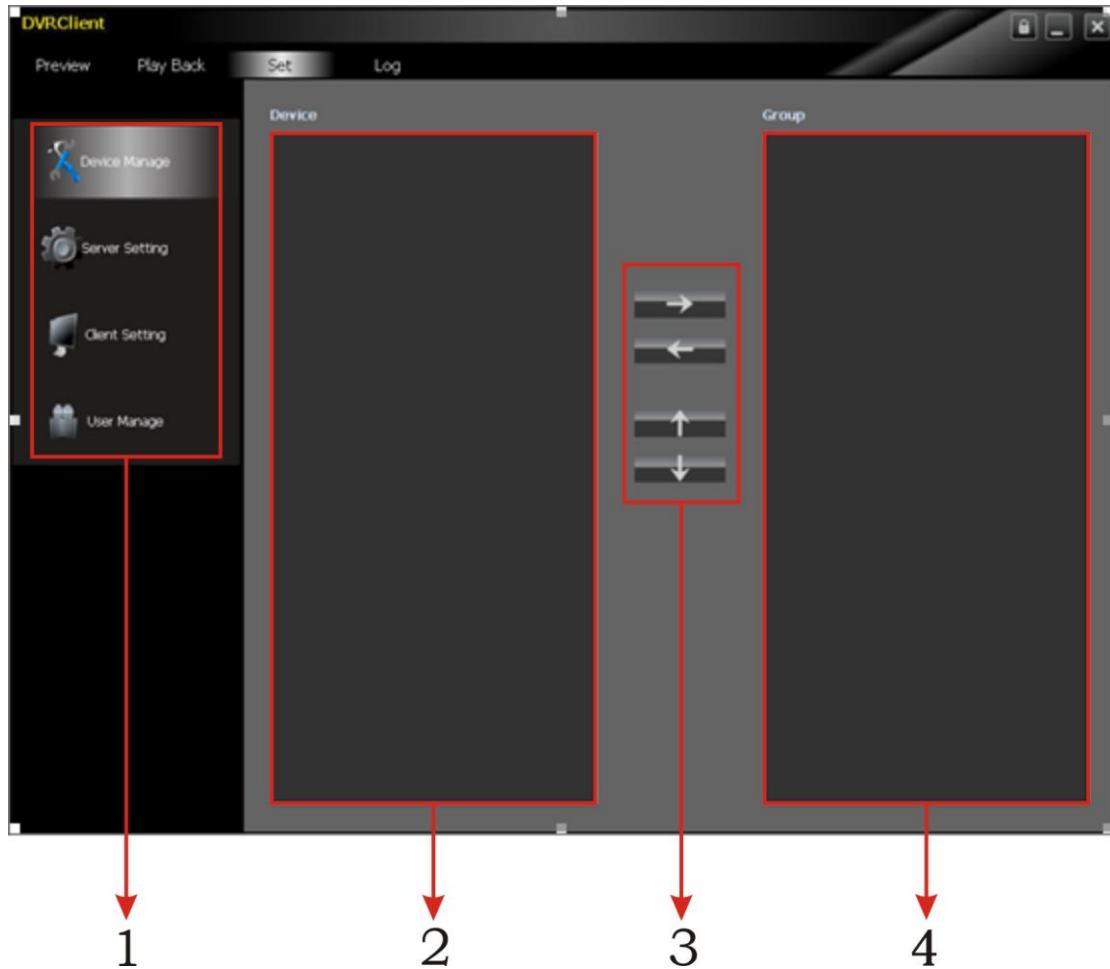 DVRClient
Preview Play Back Set Log
Device Group
Device Manage
Server Setting
Client Setting
User Manage
1 2 3 4